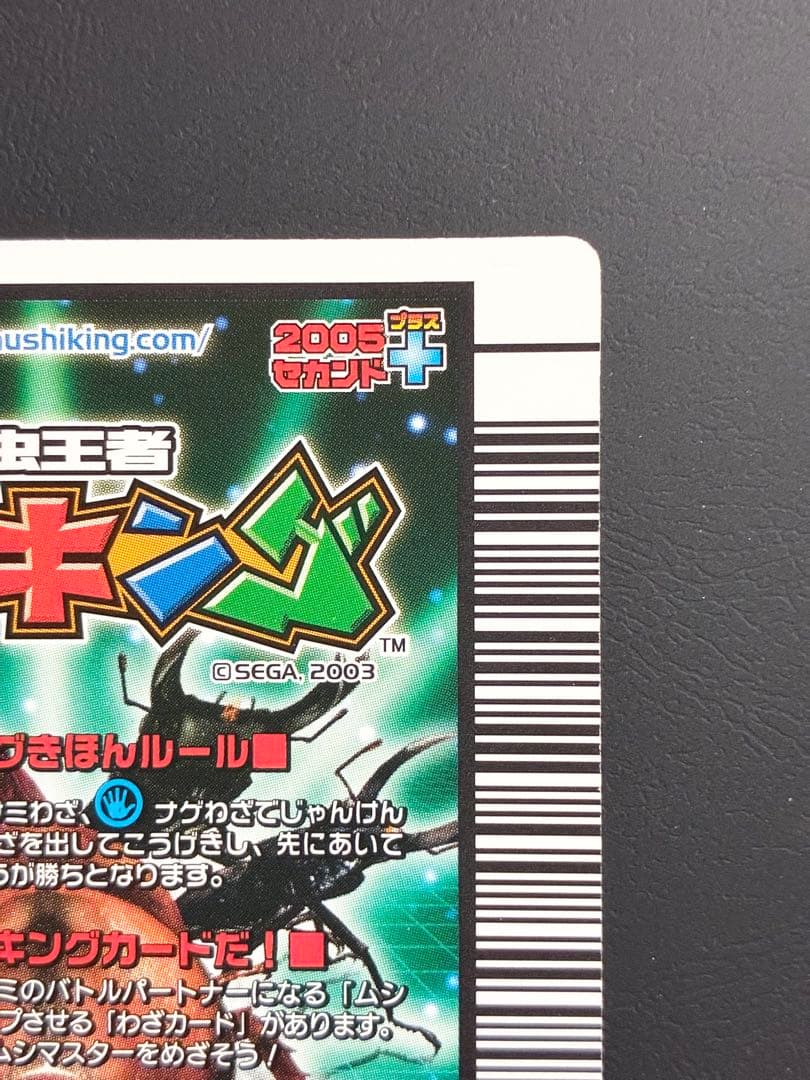 ushiking.com/
2005 プラス
セカンド+
虫王者
キング
TM
©SEGA, 2003
グきほんルール■
ミわざ、ナゲわざでじゃんけん
ざを出してこうげきし、先にあいて
うが勝ちとなります。
キングカードだ！■
ミのバトルパートナーになる「ムシ
プさせる「わざカード」があります。
ムシマスターをめざそう！